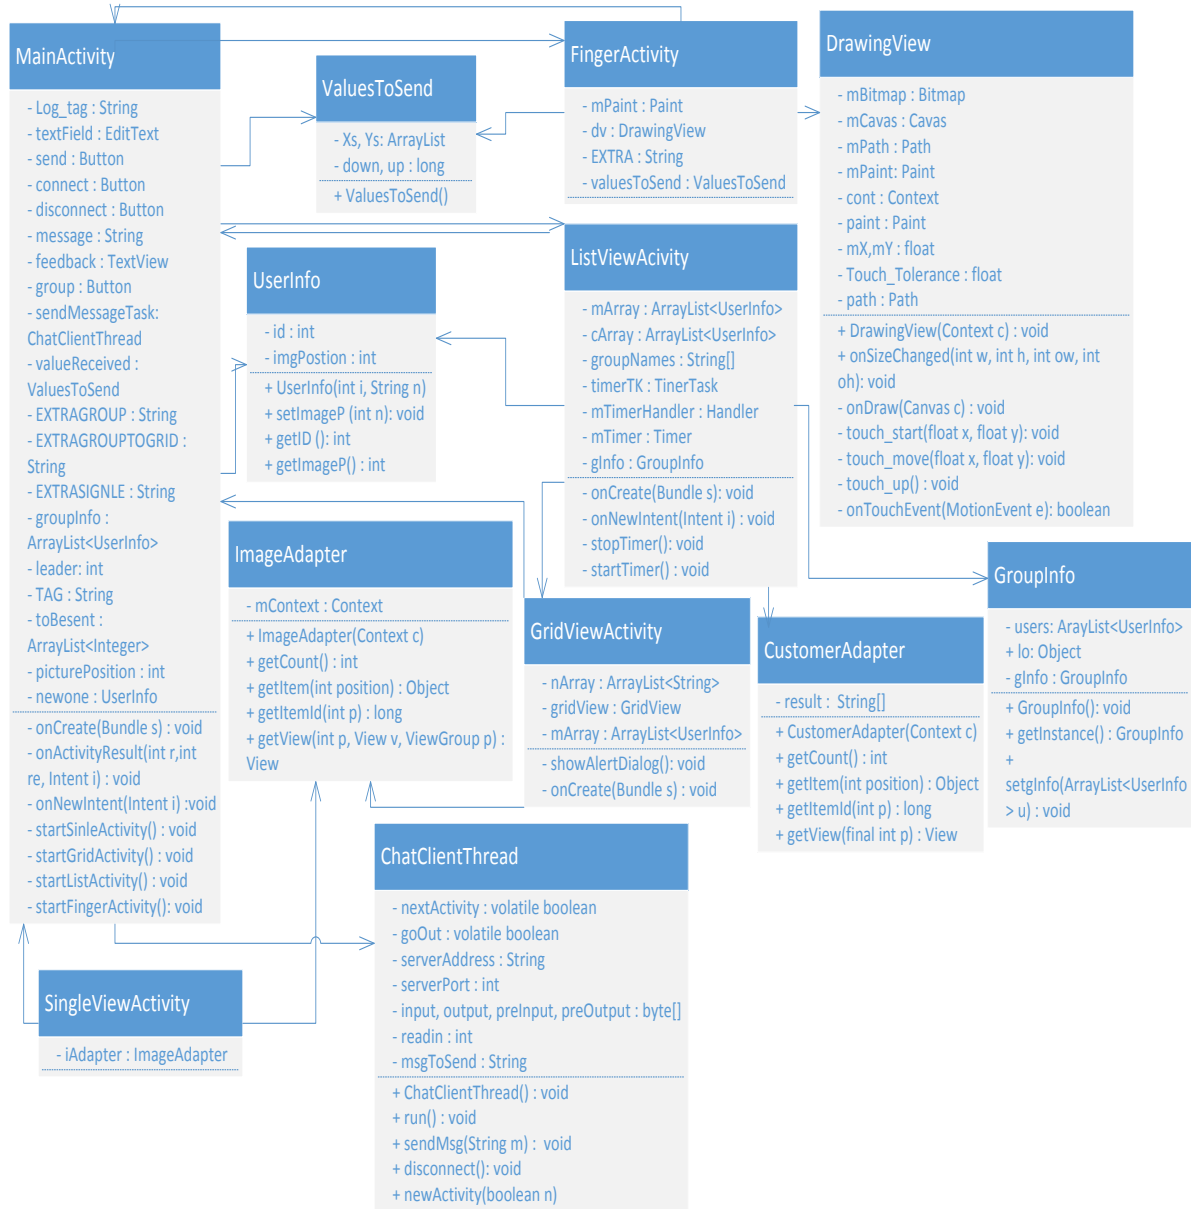 MainActivity
- Log_tag : String
- textField : EditText
- send : Button
- connect : Button
- disconnect : Button
- message : String
- feedback : TextView
- group : Button
- sendMessageTask:
ChatClientThread
- valueReceived :
ValuesToSend
- EXTRAGROUP : String
- EXTRAGROUPTOGRID :
String
- EXTRASIGNLE : String
- groupInfo :
ArrayList<UserInfo>
- leader: int
- TAG : String
- toBesent :
ArrayList<Integer>
- picturePosition : int
- newone : UserInfo
- onCreate(Bundle s) : void
- onActivityResult(int r,int
re, Intent i) : void
- onNewIntent(Intent i) :void
- startSinleActivity() : void
- startGridActivity() : void
- startListActivity() : void
- startFingerActivity(): void
ValuesToSend
- Xs, Ys: ArrayList
- down, up : long
+ ValuesToSend()
FingerActivity
- mPaint : Paint
- dv : DrawingView
- EXTRA : String
- valuesToSend : ValuesToSend
DrawingView
- mBitmap : Bitmap
- mCavas : Cavas
- mPath : Path
- mPaint: Paint
- cont : Context
- paint : Paint
- mX,mY : float
- Touch_Tolerance : float
- path : Path
+ DrawingView(Context c) : void
+ onSizeChanged(int w, int h, int ow, int
oh): void
- onDraw(Canvas c) : void
- touch_start(float x, float y): void
- touch_move(float x, float y): void
- touch_up() : void
- onTouchEvent(MotionEvent e): boolean
UserInfo
- id : int
- imgPostion : int
+ UserInfo(int i, String n)
+ setImageP (int n): void
+ getID (): int
+ getImageP() : int
ListViewAcivity
- mArray : ArrayList<UserInfo>
- cArray : ArrayList<UserInfo>
- groupNames : String[]
- timerTK : TinerTask
- mTimerHandler : Handler
- mTimer : Timer
- gInfo : GroupInfo
- onCreate(Bundle s): void
- onNewIntent(Intent i) : void
- stopTimer(): void
- startTimer() : void
ImageAdapter
- mContext : Context
+ ImageAdapter(Context c)
+ getCount() : int
+ getItem(int position) : Object
+ getItemId(int p) : long
+ getView(int p, View v, ViewGroup p) :
View
GridViewActivity
- nArray : ArrayList<String>
- gridView : GridView
- mArray : ArrayList<UserInfo>
- showAlertDialog(): void
- onCreate(Bundle s) : void
CustomerAdapter
- result :  String[]
+ CustomerAdapter(Context c)
+ getCount() : int
+ getItem(int position) : Object
+ getItemId(int p) : long
+ getView(final int p) : View
GroupInfo
- users: ArayList<UserInfo>
+ lo: Object
- gInfo : GroupInfo
+ GroupInfo(): void
+ getInstance() : GroupInfo
+
setgInfo(ArrayList<UserInfo
> u) : void
ChatClientThread
- nextActivity : volatile boolean
- goOut : volatile boolean
- serverAddress : String
- serverPort : int
- input, output, preInput, preOutput : byte[]
- readin : int
- msgToSend : String
+ ChatClientThread() : void
+ run() : void
+ sendMsg(String m) :  void
+ disconnect(): void
+ newActivity(boolean n)
SingleViewActivity
- iAdapter : ImageAdapter